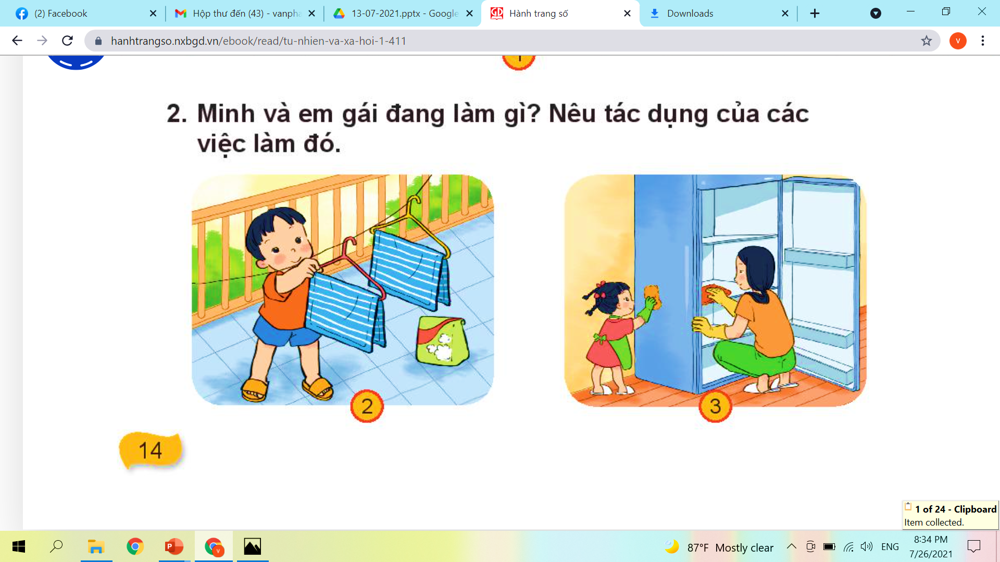 (2) Facebook
Hộp thư đến (43) - vanpha
13-07-2021.pptx - Google
Hành trang số
Downloads
hanhtrangso.nxbgd.vn/ebook/read/tu-nhien-va-xa-hoi-1-411
V
2. Minh và em gái đang làm gì? Nêu tác dụng của các
việc làm đó.
2
3
14
1 of 24 - Clipboard
Item collected.
87°F Mostly clear
ENG
8:34 PM
7/26/2021